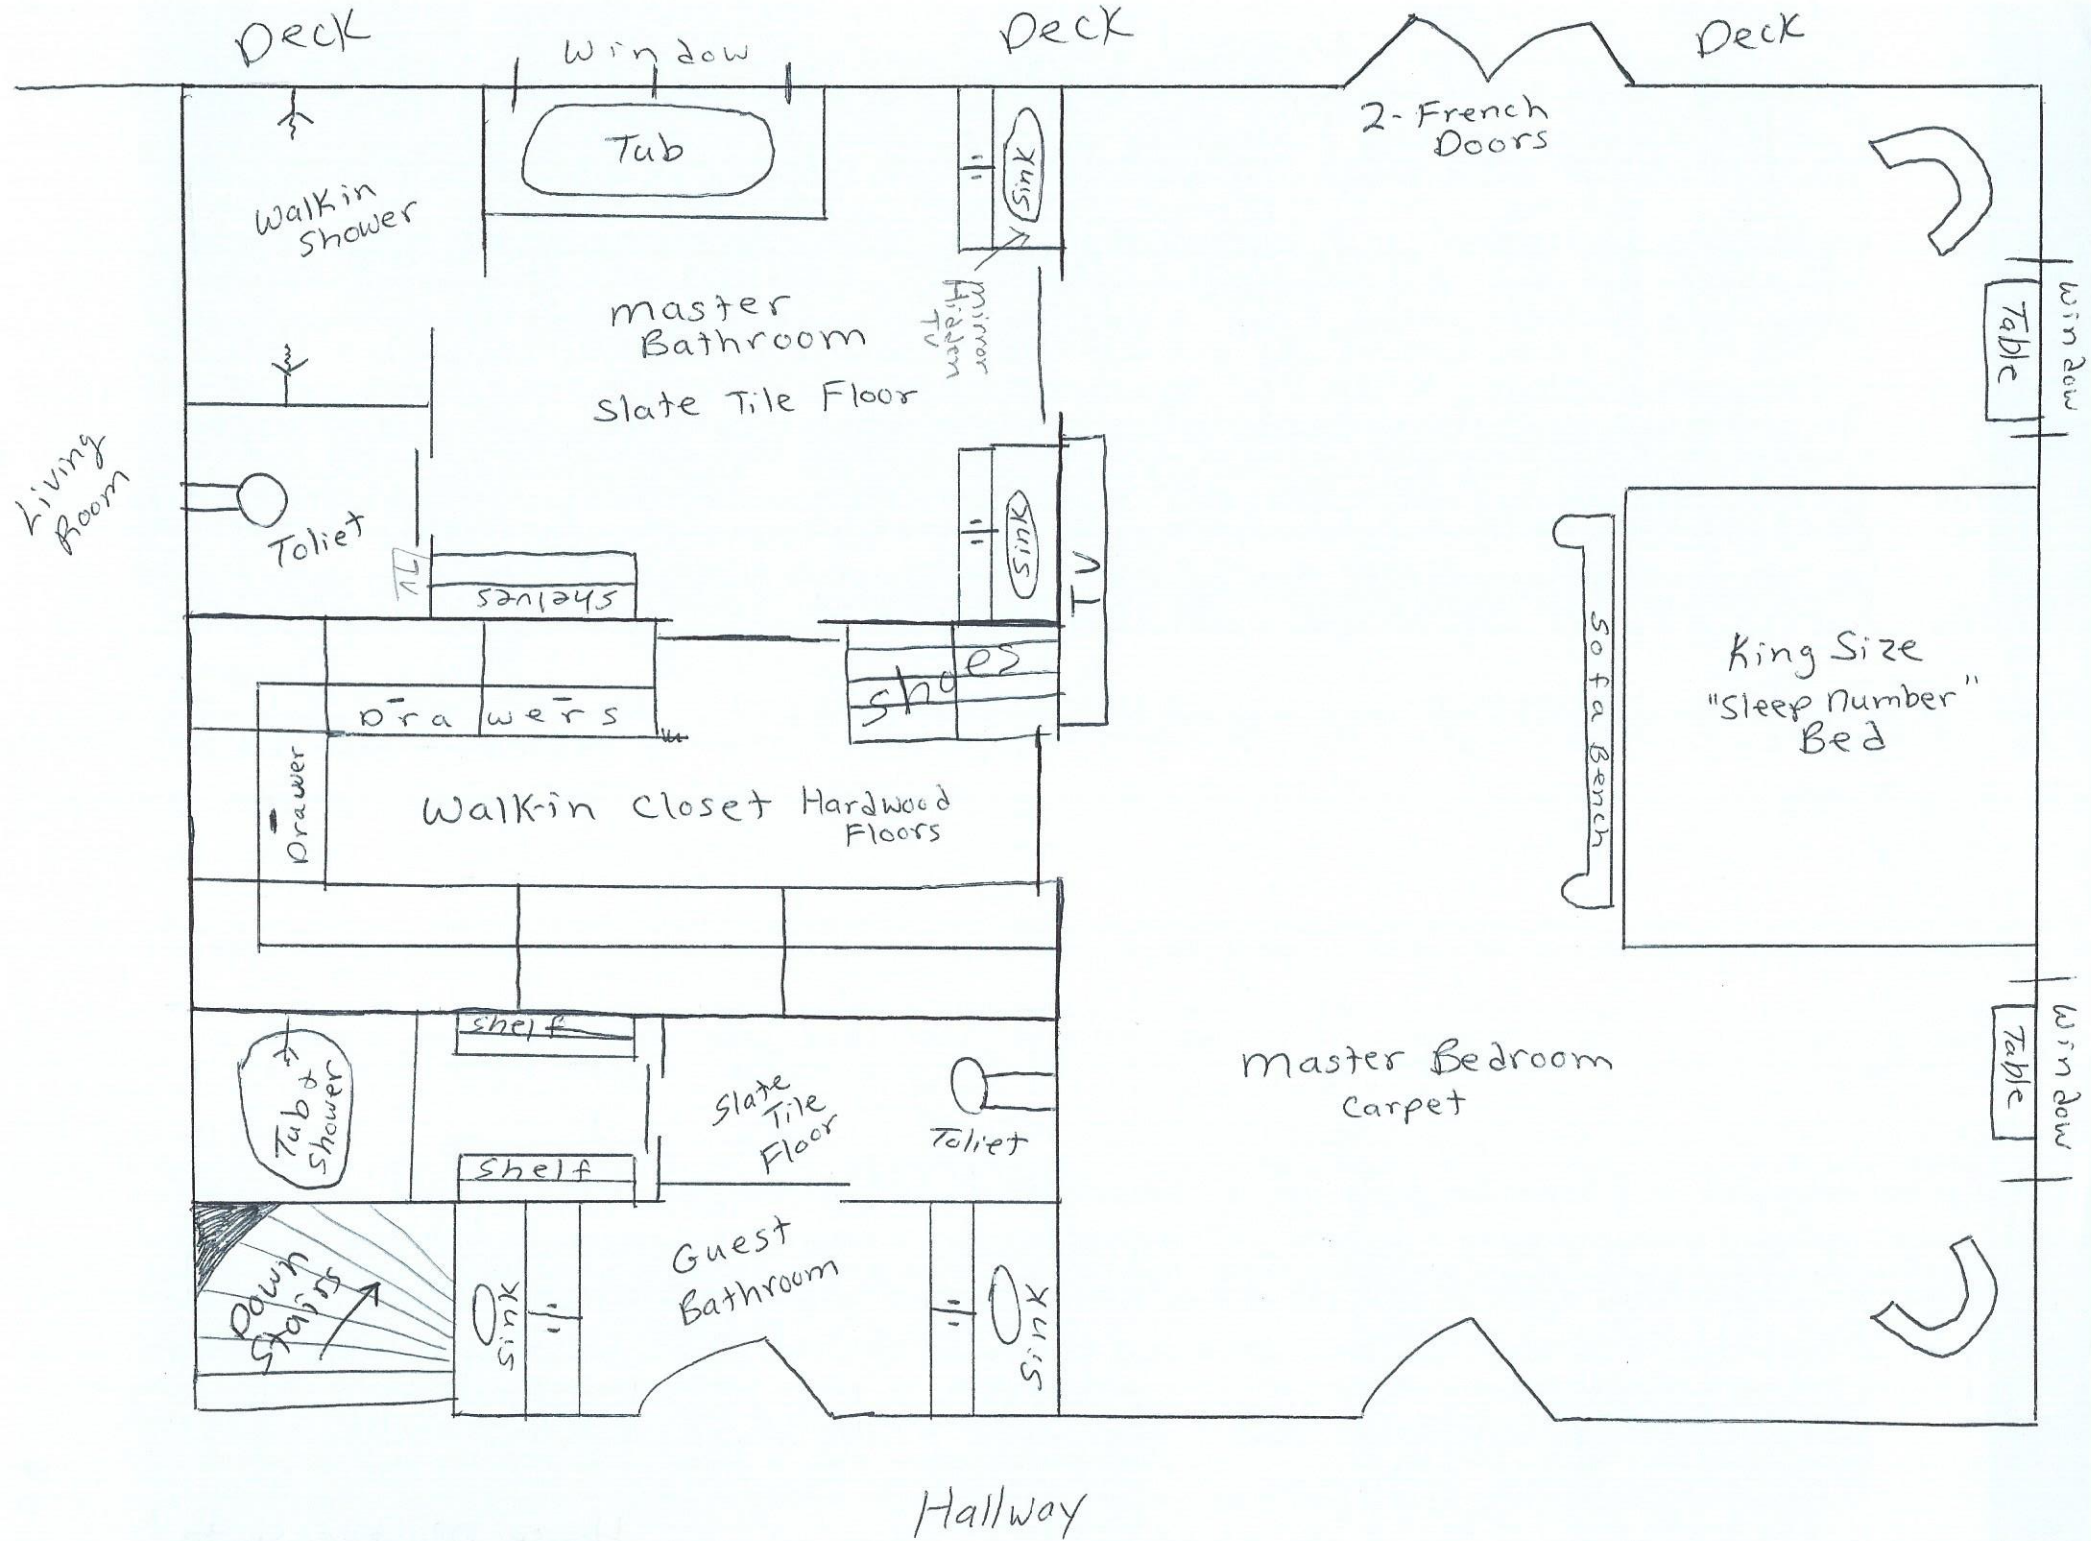 Deck
Window
Deck
Deck
2-French
Doors
Tub
Sink
Walkin
Shower
Master
Bathroom
Slate Tile Floor
Mirror
Hidden
TV
Table
Window
Living
Room
Toliet
TV
Shelves
Sink
TV
Shoes
Drawers
Drawer
Walk-in Closet Hardwood
Floors
Sofa Bench
King Size
"Sleep Number"
Bed
Shelf
Tub &
Shower
Slate
Tile
Floor
Toliet
Shelf
Master Bedroom
Carpet
Table
Window
Down
Stairs
Sink
Guest
Bathroom
Sink
Hallway